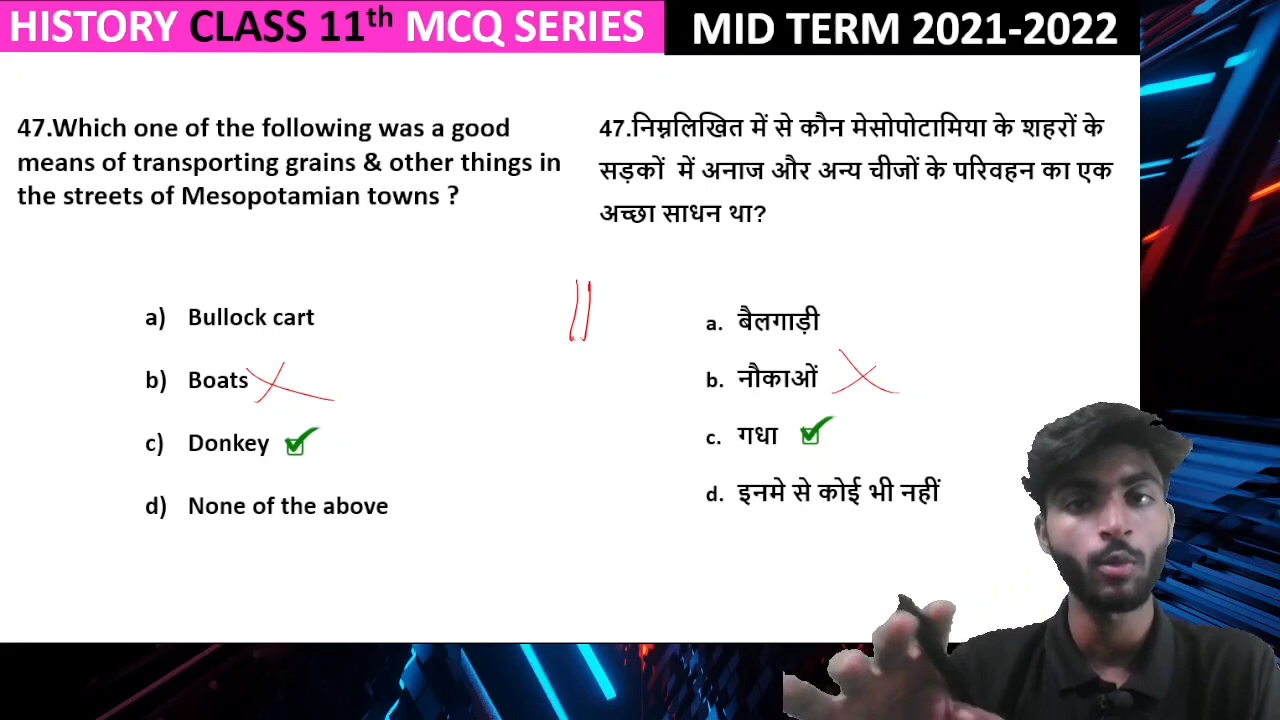 HISTORY CLASS 11th MCQ SERIES
MID TERM 2021-2022
47.Which one of the following was a good
means of transporting grains & other things in
the streets of Mesopotamian towns ?
a) Bullock cart
b) Boats
c) Donkey
d) None of the above
47.निम्नलिखित में से कौन मेसोपोटामिया के शहरों के
सड़कों में अनाज और अन्य चीजों के परिवहन का एक
अच्छा साधन था?
a. बैलगाड़ी
b. नौकाओं
c. गधा
d. इनमे से कोई भी नहीं